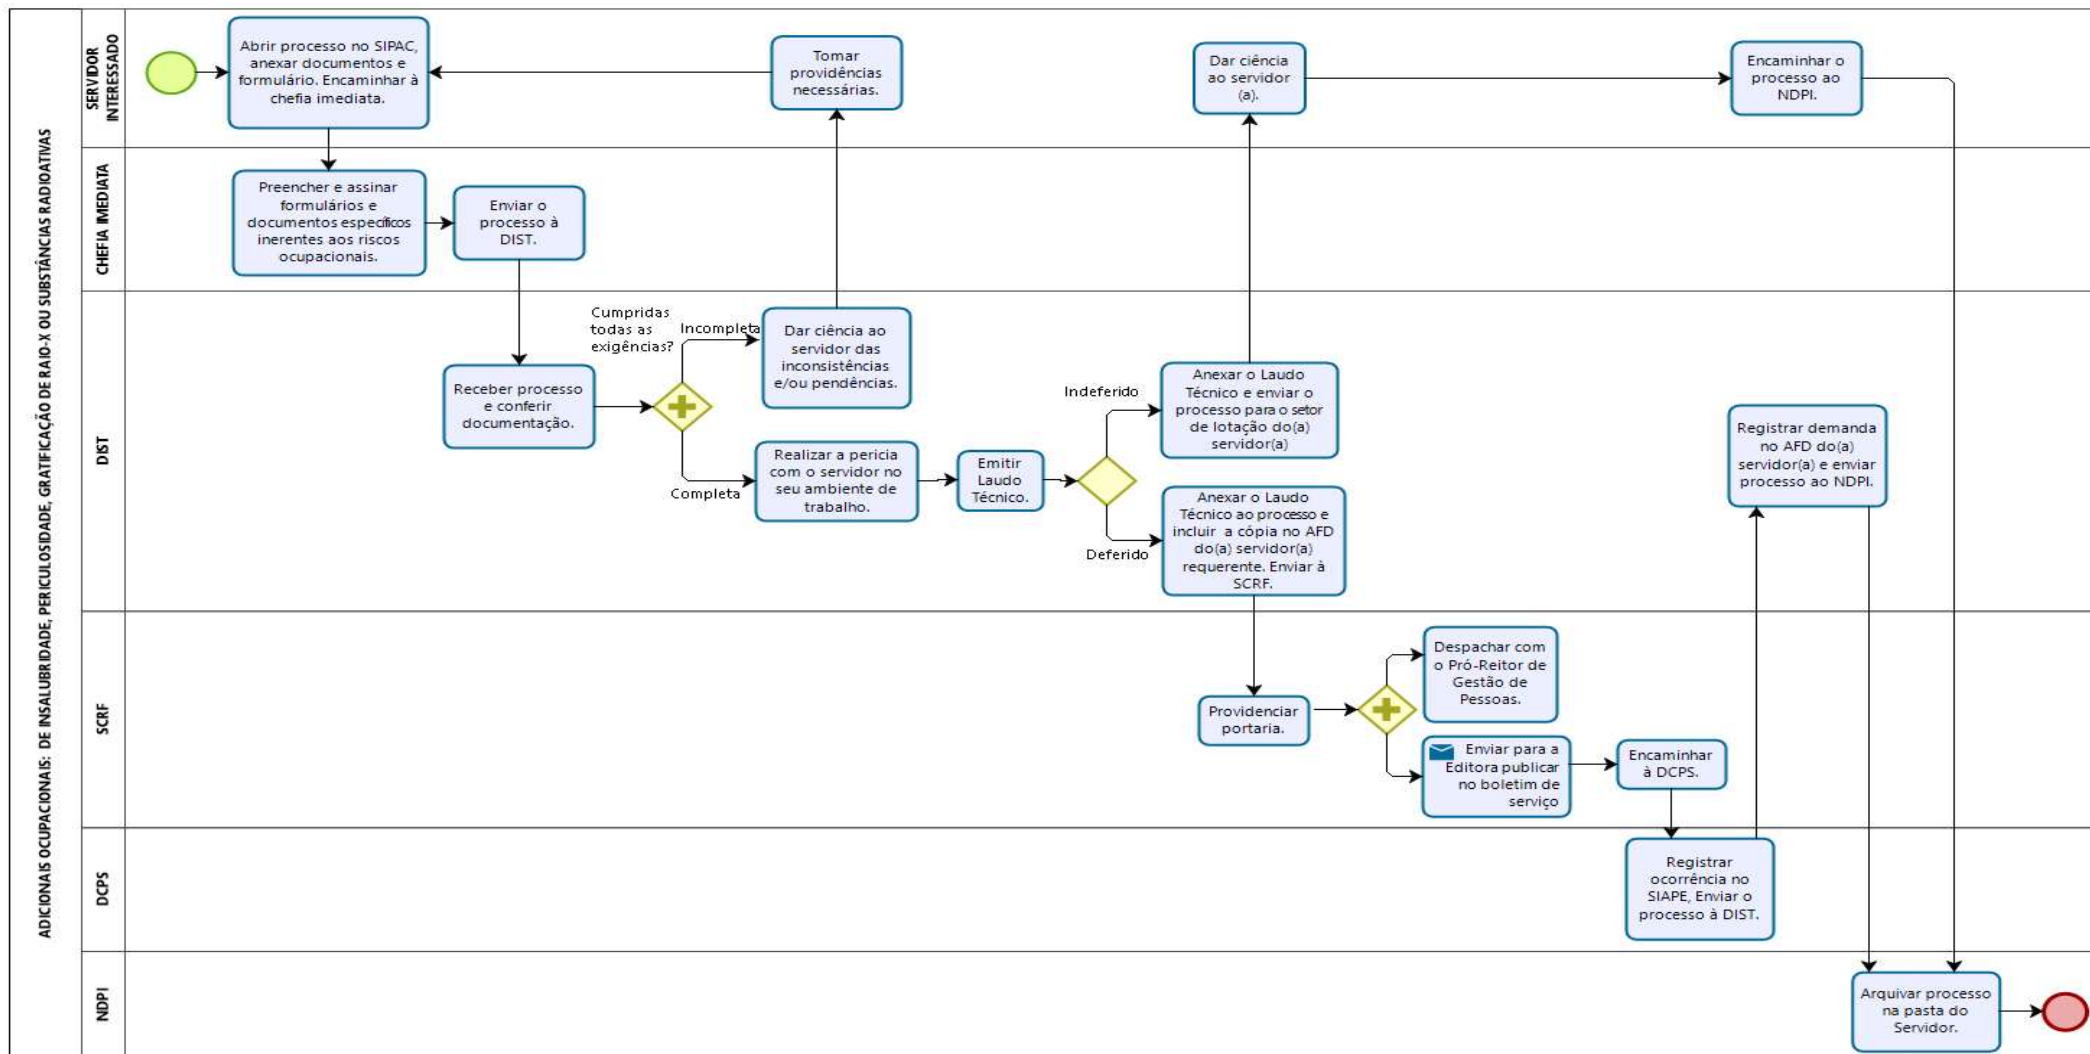 ADICIONAIS OCUPACIONAIS: DE INSALUBRIDADE, PERICULOSIDADE, GRATIFICAÇÃO DE RAIO-X OU SUBSTÂNCIAS RADIOATIVAS
SERVIDOR
INTERESSADO
Abrir processo no SIPAC,
anexar documentos e
formulário. Encaminhar à
chefia imediata.
Tomar
providências
necessárias.
Dar ciência
ao servidor
(a).
Encaminhar o
processo ao
NDPI.
CHEFIA IMEDIATA
Preencher e assinar
formulários e
documentos específicos
inerentes aos riscos
ocupacionais.
Enviar o
processo à
DIST.
DIST
Receber processo
e conferir
documentação.
Cumpridas
todas as
exigências?
Incompleta
Dar ciência ao
servidor das
inconsistências
e/ou pendências.
Completa
Realizar a pericia
com o servidor no
seu ambiente de
trabalho.
Emitir
Laudo
Técnico.
Indeferido
Anexar o Laudo
Técnico e enviar o
processo para o setor
de lotação do(a)
servidor(a)
Deferido
Anexar o Laudo
Técnico ao processo e
incluir a cópia no AFD
do(a) servidor(a)
requerente. Enviar à
SCRF.
Registrar demanda
no AFD do(a)
servidor(a) e enviar
processo ao NDPI.
SCRF
Providenciar
portaria.
Despachar com
o Pró-Reitor de
Gestão de
Pessoas.
Enviar para a
Editora publicar
no boletim de
serviço
Encaminhar
à DCPS.
DCPS
Registrar
ocorrência no
SIAPE, Enviar o
processo à DIST.
NDPI
Arquivar processo
na pasta do
Servidor.